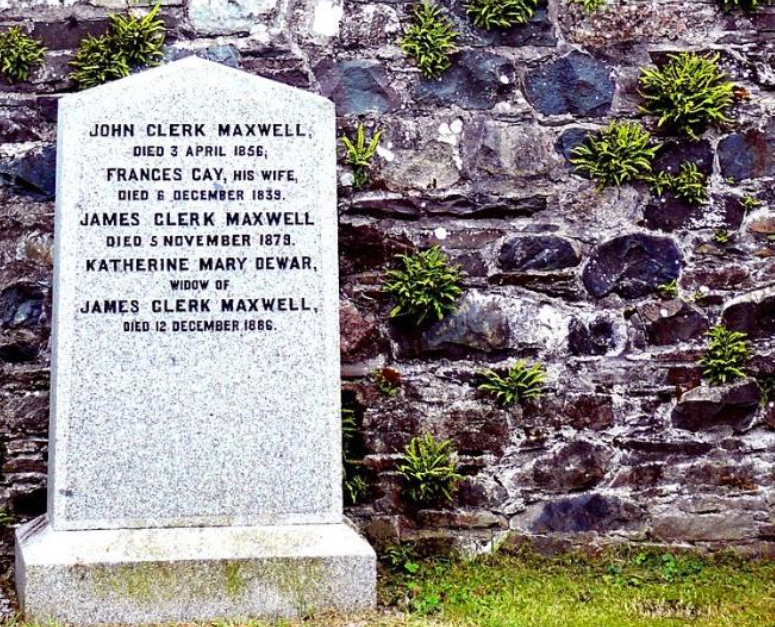 JOHN CLERK MAXWELL,
DIED 3 APRIL 1856,
FRANCES CAY, HIS WIFE,
DIED 6 DECEMBER 1839.
JAMES CLERK MAXWELL
DIED 5 NOVEMBER 1879.
KATHERINE MARY DEWAR,
WIDOW OF
JAMES CLERK MAXWELL,
DIED 12 DECEMBER 1886.